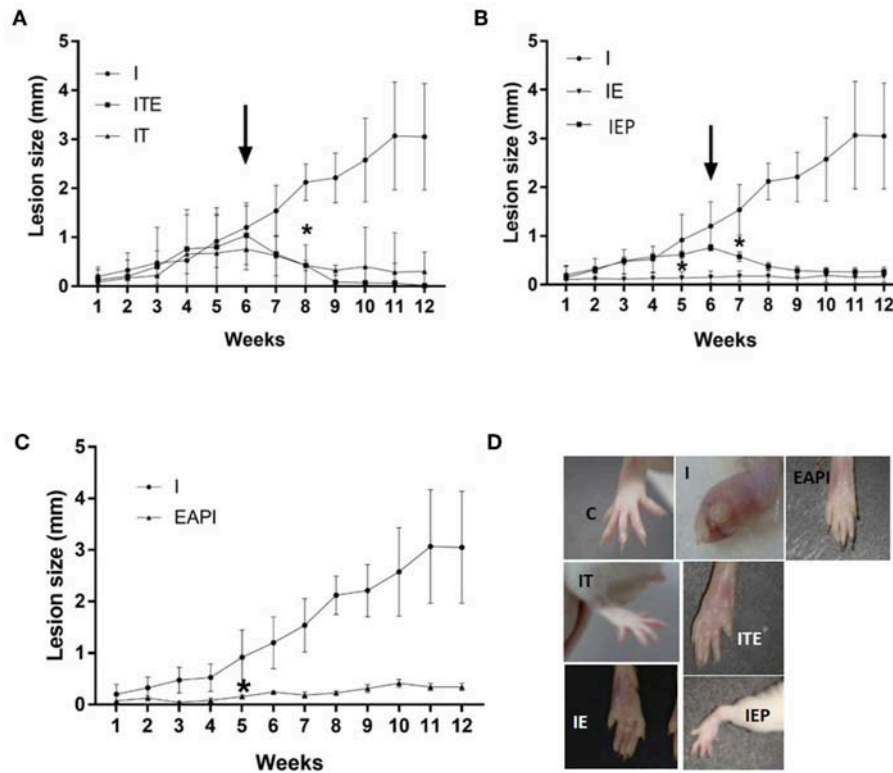 A
Lesion size (mm)
5
4
3
2
1
0
I
ITE
IT
*
1 2 3 4 5 6 7 8 9 10 11 12
Weeks
B
Lesion size (mm)
5
4
3
2
1
0
I
IE
IEP
*
*
1 2 3 4 5 6 7 8 9 10 11 12
Weeks
C
Lesion size (mm)
5
4
3
2
1
0
I
EAPI
*
1 2 3 4 5 6 7 8 9 10 11 12
Weeks
D
C
I
EAPI
IT
ITE
IE
IEP